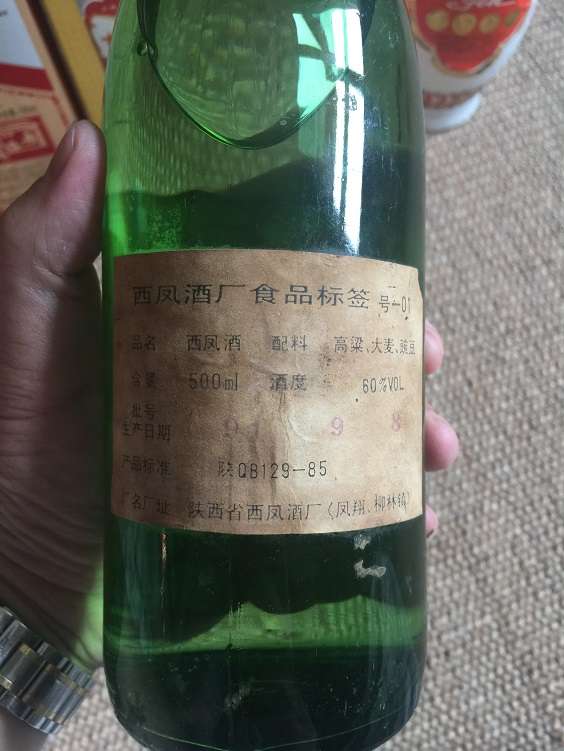 西凤酒厂食品标签 号-01
品名 西凤酒 配料 高粱、大麦、豌豆
含量 500ml 酒度 60%VOL
批号
生产日期 91 9 8
产品标准 陕QB129-85
厂名厂址 陕西省西凤酒厂(凤翔、柳林镇)